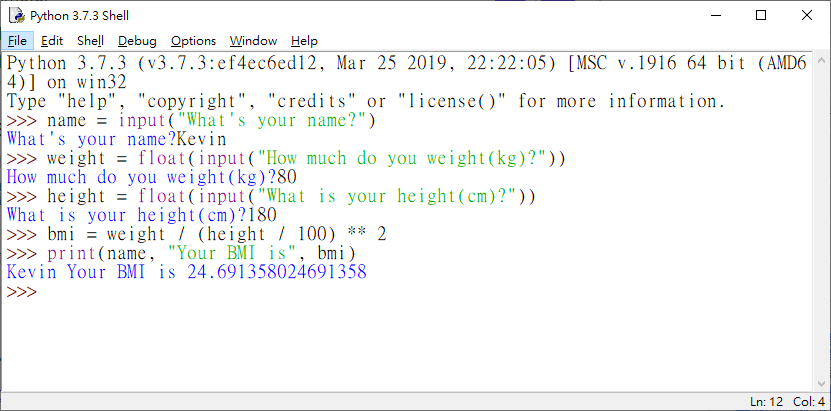 Python 3.7.3 Shell
File Edit Shell Debug Options Window Help
Python 3.7.3 (v3.7.3:ef4ec6ed12, Mar 25 2019, 22:22:05) [MSC v.1916 64 bit (AMD6
4)] on win32
Type "help", "copyright", "credits" or "license()" for more information.
>>> name = input("What's your name?")
What's your name?Kevin
>>> weight = float(input("How much do you weight(kg)?"))
How much do you weight(kg)?80
>>> height = float(input("What is your height(cm)?"))
What is your height(cm)?180
>>> bmi = weight / (height / 100) ** 2
>>> print(name, "Your BMI is", bmi)
Kevin Your BMI is 24.691358024691358
>>>
Ln: 12 Col: 4